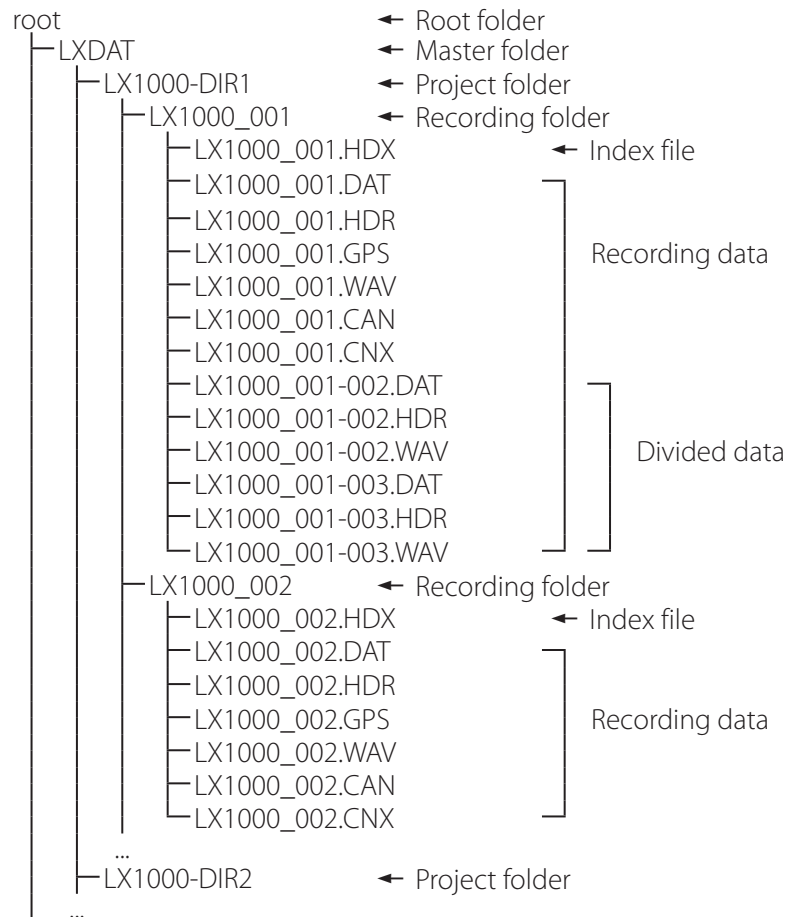 root ← Root folder
LXDAT ← Master folder
LX1000-DIR1 ← Project folder
LX1000_001 ← Recording folder
LX1000_001.HDX ← Index file
LX1000_001.DAT
LX1000_001.HDR
LX1000_001.GPS Recording data
LX1000_001.WAV
LX1000_001.CAN
LX1000_001.CNX
LX1000_001-002.DAT
LX1000_001-002.HDR
LX1000_001-002.WAV Divided data
LX1000_001-003.DAT
LX1000_001-003.HDR
LX1000_001-003.WAV
LX1000_002 ← Recording folder
LX1000_002.HDX ← Index file
LX1000_002.DAT
LX1000_002.HDR
LX1000_002.GPS Recording data
LX1000_002.WAV
LX1000_002.CAN
LX1000_002.CNX
...
LX1000-DIR2 ← Project folder
...